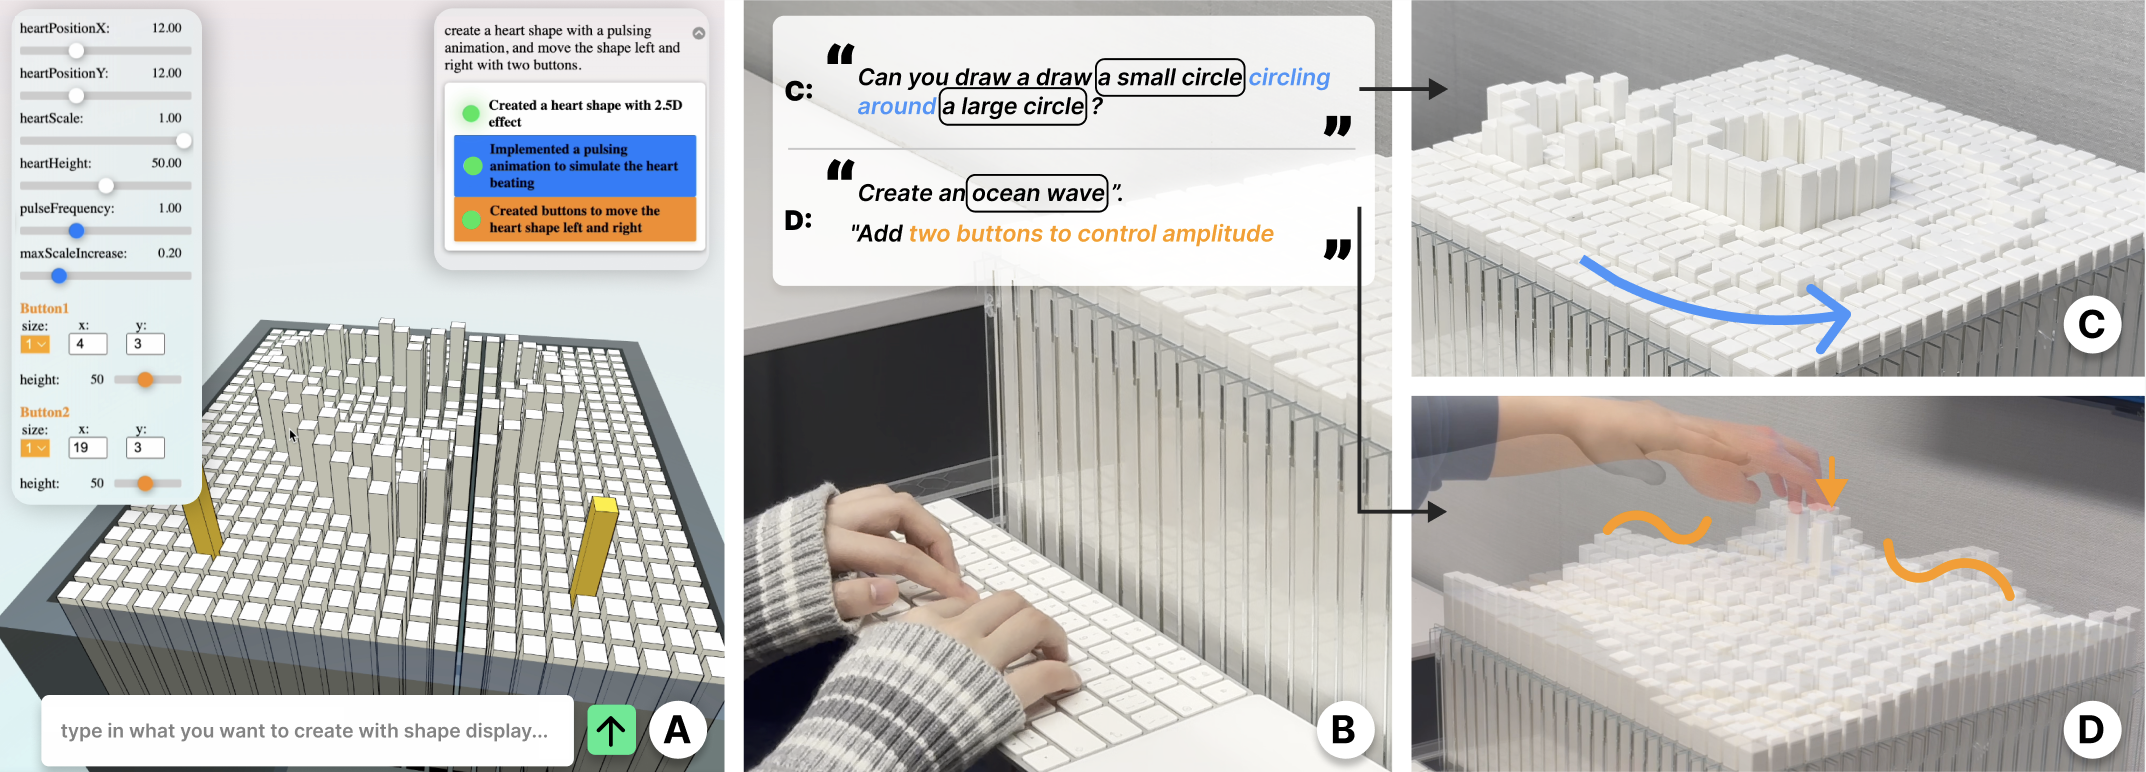 heartPositionX: 12.00
heartPositionY: 12.00
heartScale: 1.00
heartHeight: 50.00
pulseFrequency: 1.00
maxScaleIncrease: 0.20
Button1
size: x: y:
1 4 3
height: 50
Button2
size: x: y:
1 19 3
height: 50
create a heart shape with a pulsing
animation, and move the shape left and
right with two buttons.
Created a heart shape with 2.5D
effect
Implemented a pulsing
animation to simulate the heart
beating
Created buttons to move the
heart shape left and right
type in what you want to create with shape display...
A
C: “ Can you draw a draw a small circle circling
around a large circle ? ”
D: “ Create an ocean wave ”.
"Add two buttons to control amplitude ”
B
C
D